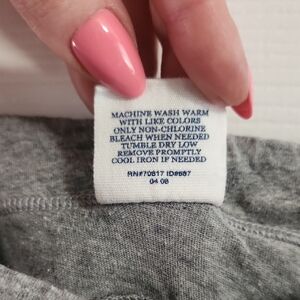 MACHINE WASH WARM
WITH LIKE COLORS
ONLY NON-CHLORINE
BLEACH WHEN NEEDED
TUMBLE DRY LOW
REMOVE PROMPTLY
COOL IRON IF NEEDED
RN#70817 ID#687
04 08